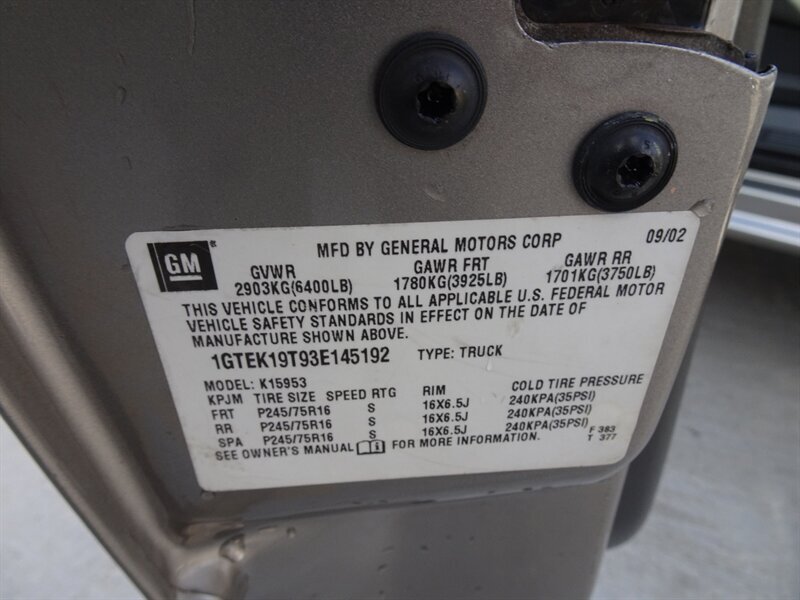 GM
MFD BY GENERAL MOTORS CORP 09/02
GVWR GAWR FRT GAWR RR
2903KG(6400LB) 1780KG(3925LB) 1701KG(3750LB)
THIS VEHICLE CONFORMS TO ALL APPLICABLE U.S. FEDERAL MOTOR
VEHICLE SAFETY STANDARDS IN EFFECT ON THE DATE OF
MANUFACTURE SHOWN ABOVE.
1GTEK19T93E145192 TYPE: TRUCK
MODEL: K15953
KPJM TIRE SIZE SPEED RTG RIM COLD TIRE PRESSURE
FRT P245/75R16 S 16X6.5J 240KPA(35PSI)
RR P245/75R16 S 16X6.5J 240KPA(35PSI)
SPA P245/75R16 S 16X6.5J 240KPA(35PSI) F 383
SEE OWNER'S MANUAL FOR MORE INFORMATION. T 377